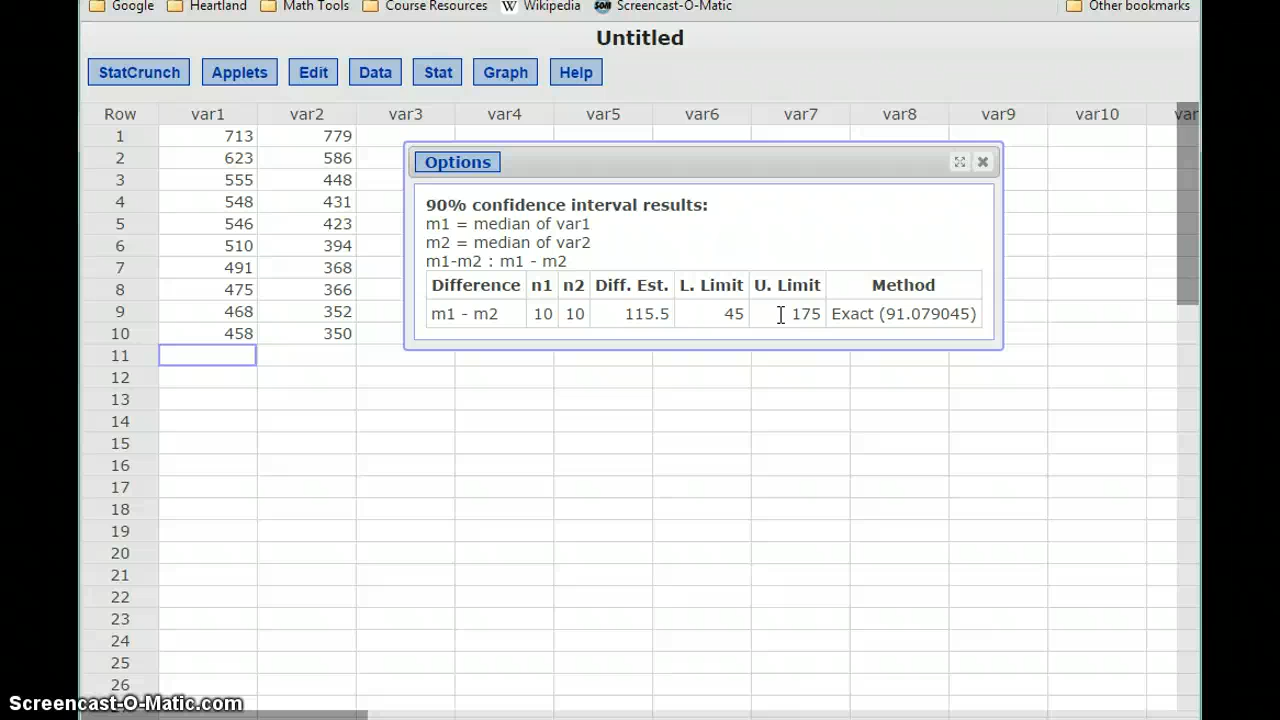 Google Heartland Math Tools Course Resources W Wikipedia SOM Screencast-O-Matic Other bookmarks
Untitled
StatCrunch Applets Edit Data Stat Graph Help
Row var1 var2 var3 var4 var5 var6 var7 var8 var9 var10 var
1 713 779
2 623 586
3 555 448
4 548 431
5 546 423
6 510 394
7 491 368
8 475 366
9 468 352
10 458 350
11
12
13
14
15
16
17
18
19
20
21
22
23
24
25
26
Options
90% confidence interval results:
m1 = median of var1
m2 = median of var2
m1-m2 : m1 - m2
Difference n1 n2 Diff. Est. L. Limit U. Limit Method
m1 - m2 10 10 115.5 45 175 Exact (91.079045)
Screencast-O-Matic.com